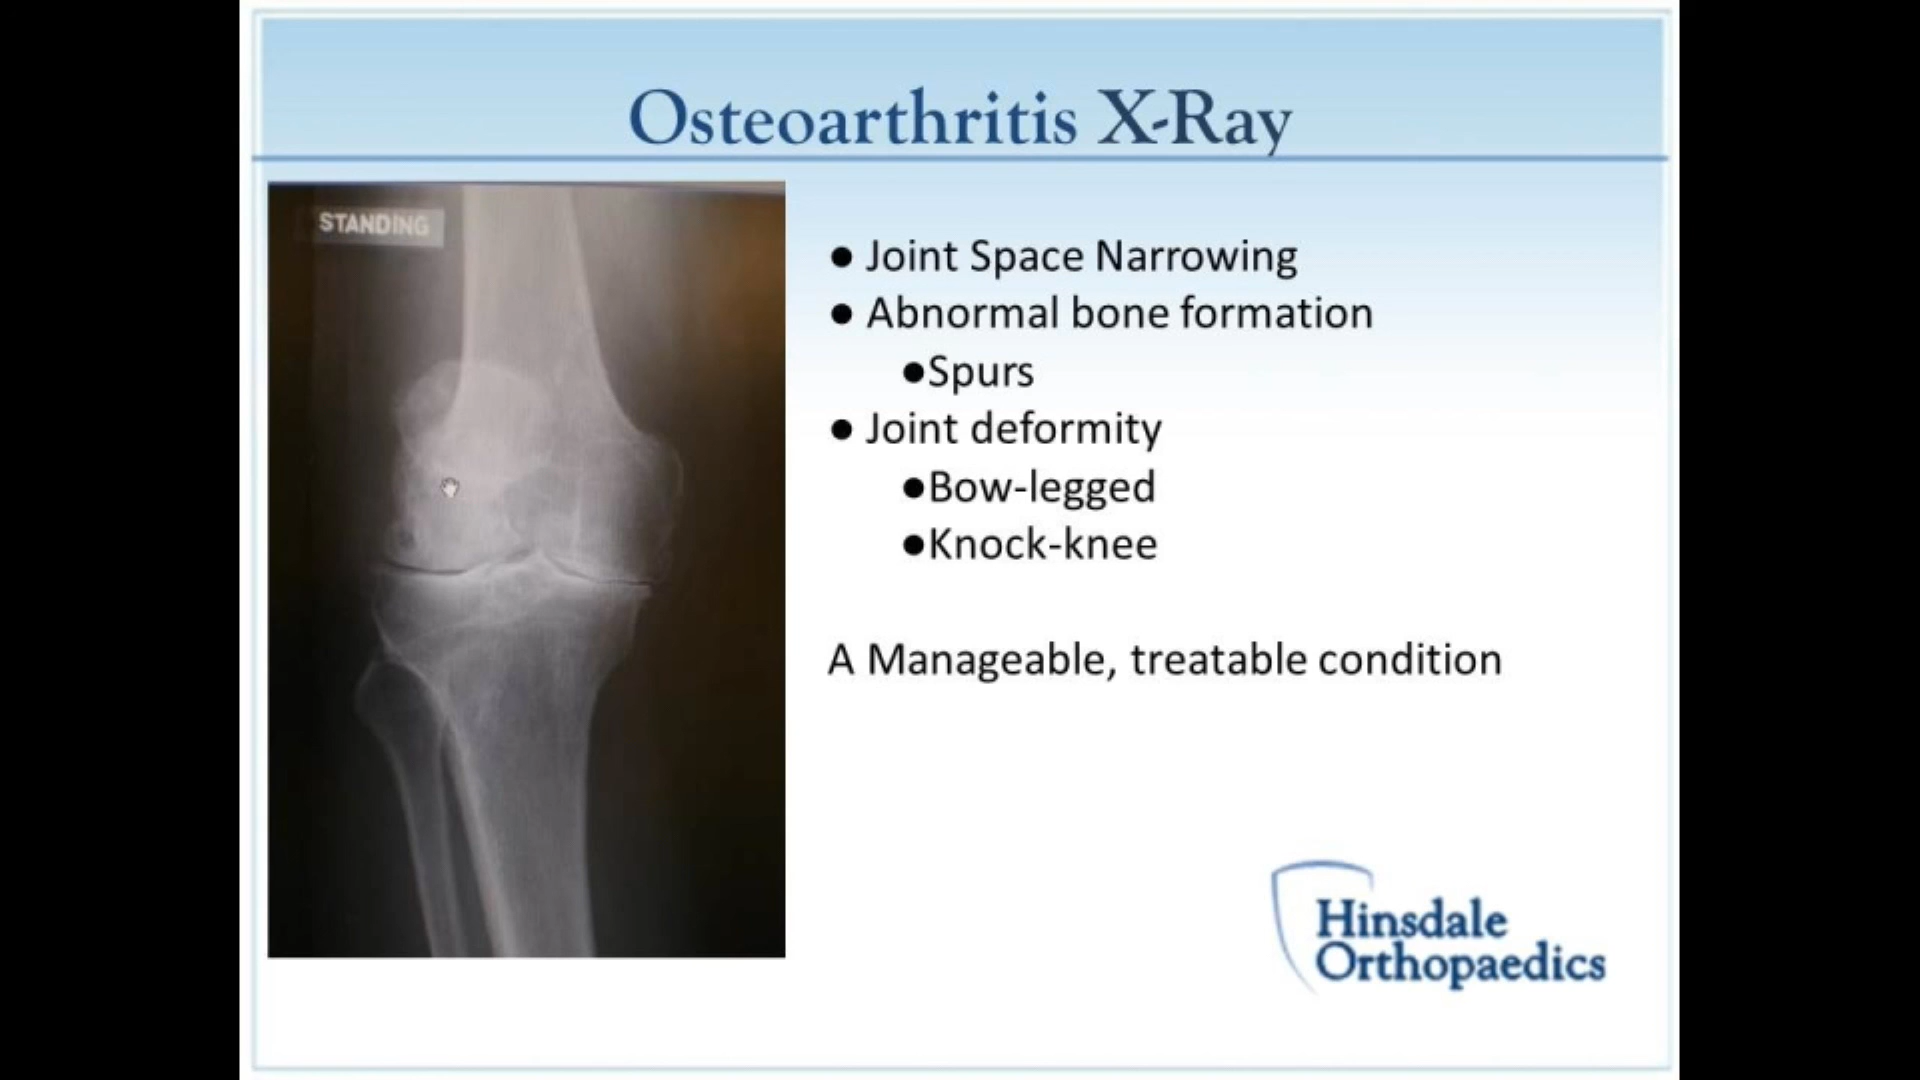 Osteoarthritis X-Ray
STANDING
● Joint Space Narrowing
● Abnormal bone formation
●Spurs
● Joint deformity
●Bow-legged
●Knock-knee
A Manageable, treatable condition
Hinsdale
Orthopaedics